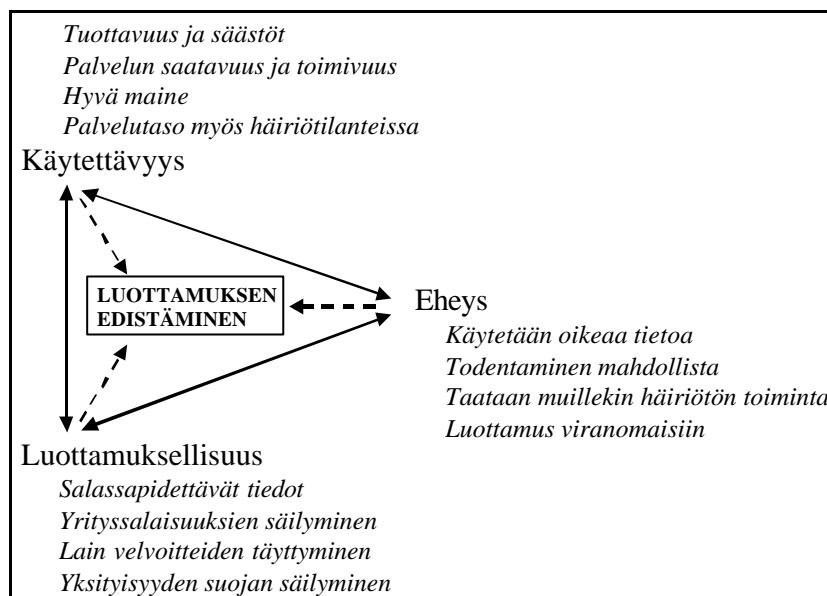 Tuottavuus ja säästöt
Palvelun saatavuus ja toimivuus
Hyvä maine
Palvelutaso myös häiriötilanteissa
Käytettävyys
LUOTTAMUKSEN
EDISTÄMINEN
Eheys
Käytetään oikeaa tietoa
Todentaminen mahdollista
Taataan muillekin häiriötön toiminta
Luottamus viranomaisiin
Luottamuksellisuus
Salassapidettävät tiedot
Yrityssalaisuuksien säilyminen
Lain velvoitteiden täyttyminen
Yksityisyyden suojan säilyminen